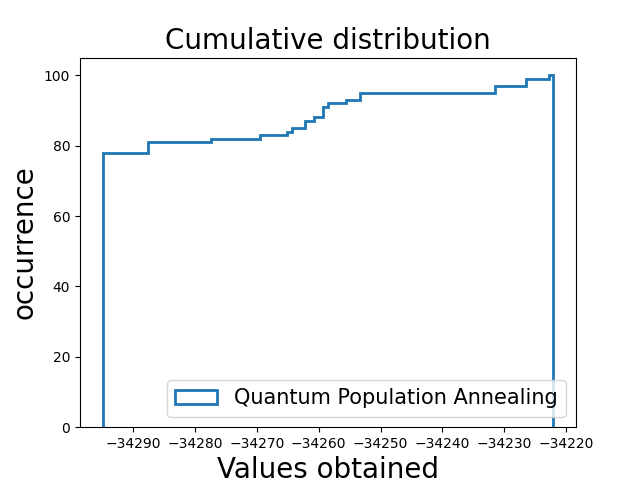 Cumulative distribution
occurrence
100
80
60
40
20
0
Quantum Population Annealing
−34290 −34280 −34270 −34260 −34250 −34240 −34230 −34220
Values obtained